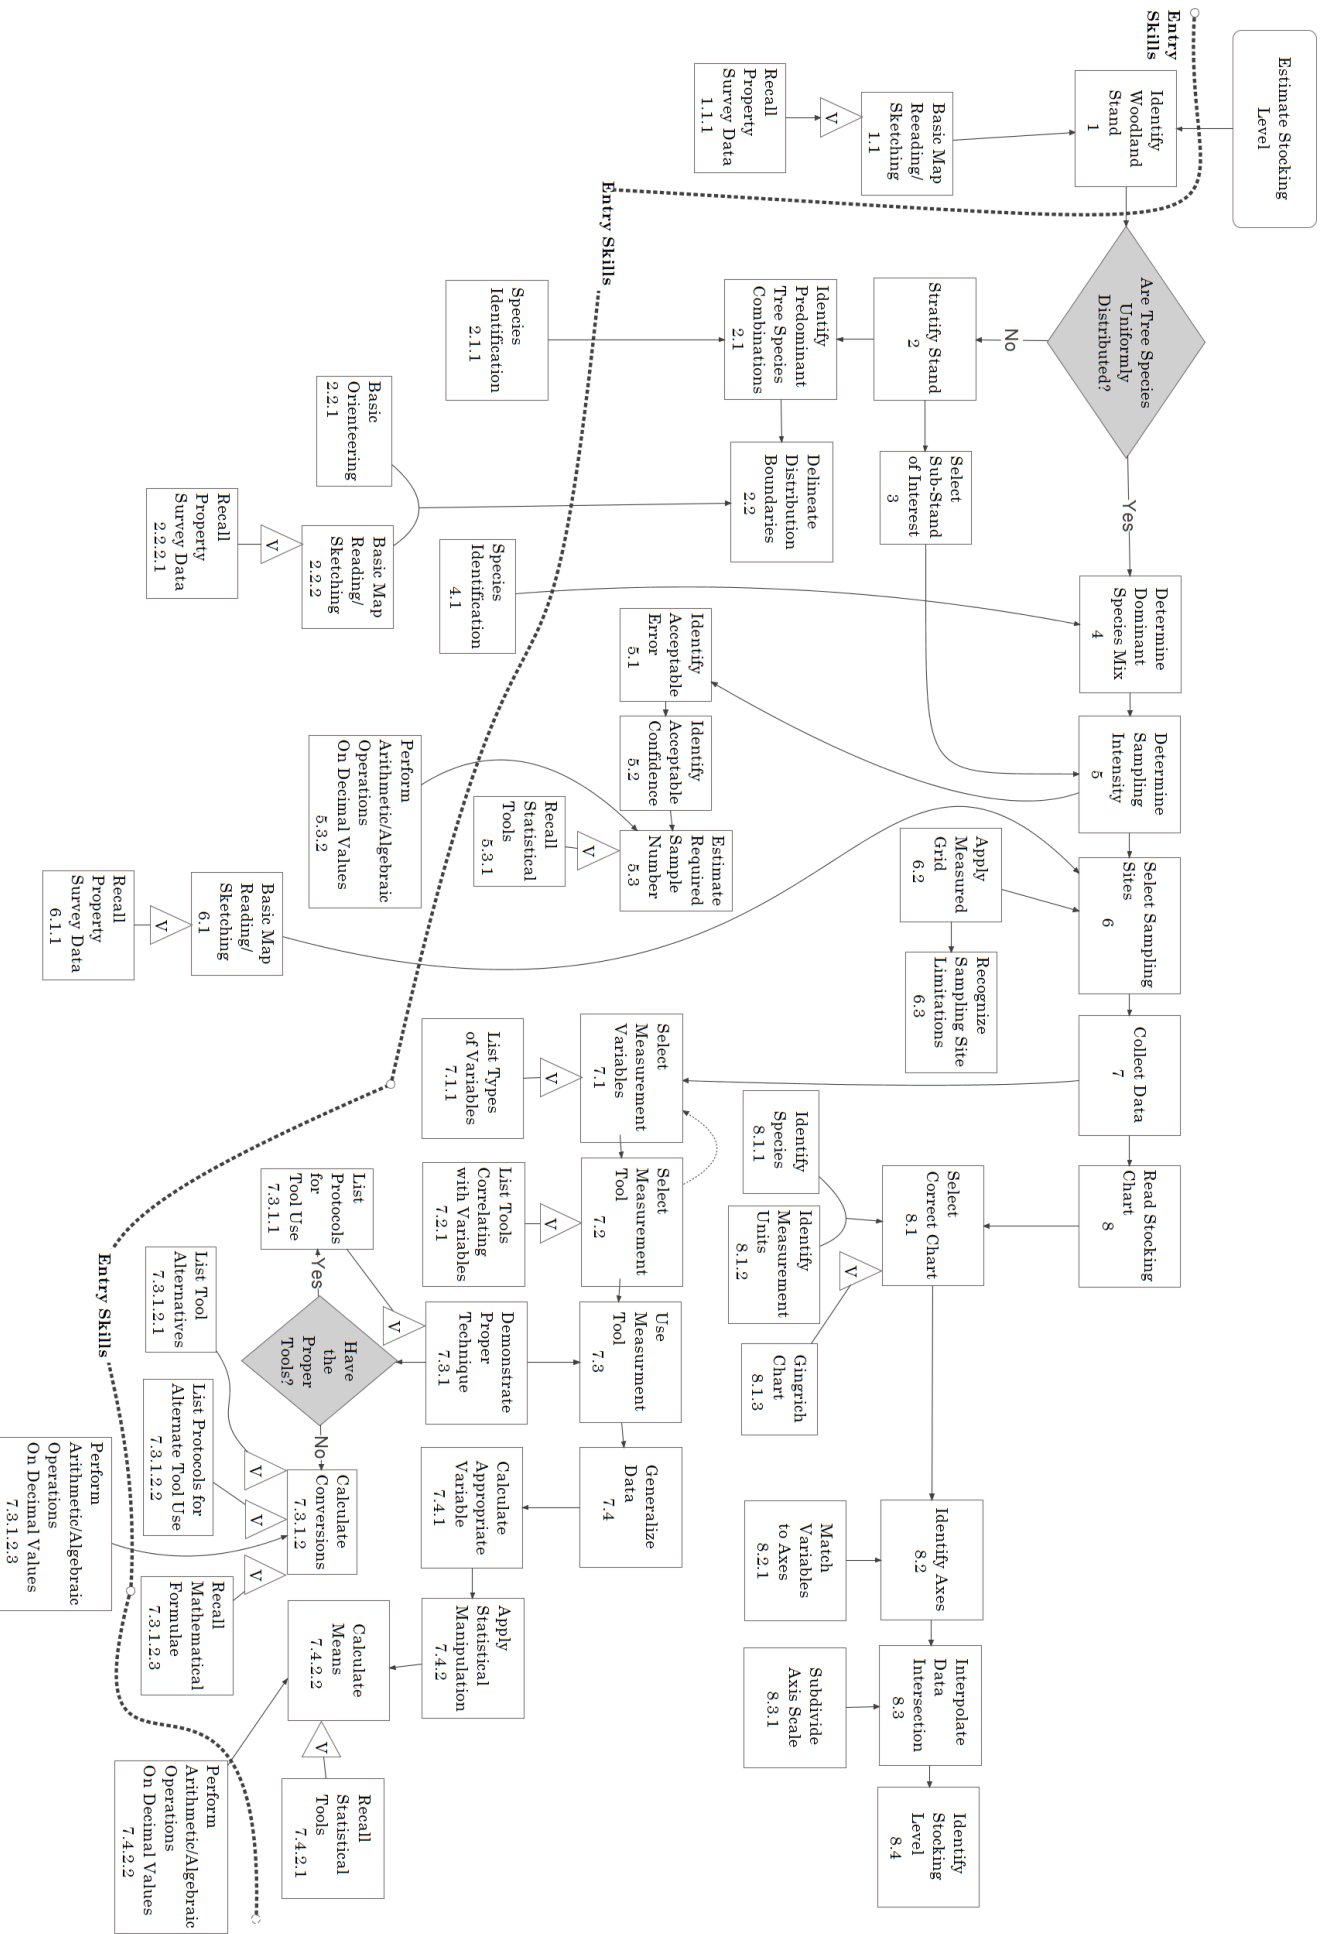 Estimate Stocking
Level
Entry
Skills
Identify
Woodland
Stand
1
Basic Map
Reeading/
Sketching
1.1
V
Recall
Property
Survey Data
1.1.1
Entry Skills
Are Tree Species
Uniformly
Distributed?
No
Yes
Stratify Stand
2
Identify
Predominant
Tree Species
Combinations
2.1
Species
Identification
2.1.1
Delineate
Distribution
Boundaries
2.2
Basic
Orienteering
2.2.1
Basic Map
Reading/
Sketching
2.2.2
V
Recall
Property
Survey Data
2.2.2.1
Select
Sub-Stand
of Interest
3
Determine
Dominant
Species Mix
4
Species
Identification
4.1
Determine
Sampling
Intensity
5
Identify
Acceptable
Error
5.1
Identify
Acceptable
Confidence
5.2
Estimate
Required
Sample
Number
5.3
V
Recall
Statistical
Tools
5.3.1
Perform
Arithmetic/Algebraic
Operations
On Decimal Values
5.3.2
Select Sampling
Sites
6
Basic Map
Reading/
Sketching
6.1
V
Recall
Property
Survey Data
6.1.1
Apply
Measured
Grid
6.2
Recognize
Sampling Site
Limitations
6.3
Collect Data
7
Select
Measurement
Variables
7.1
V
List Types
of Variables
7.1.1
Select
Measurement
Tool
7.2
V
List Tools
Correlating
with Variables
7.2.1
Use
Measurment
Tool
7.3
Demonstrate
Proper
Technique
7.3.1
V
List
Protocols
for
Tool Use
7.3.1.1
Yes
Have
the
Proper
Tools?
No
Calculate
Conversions
7.3.1.2
V
V
V
List Tool
Alternatives
7.3.1.2.1
List Protocols for
Alternate Tool Use
7.3.1.2.2
Perform
Arithmetic/Algebraic
Operations
On Decimal Values
7.3.1.2.3
Recall
Mathematical
Formulae
7.3.1.2.3
Entry Skills
Generalize
Data
7.4
Calculate
Appropriate
Variable
7.4.1
Apply
Statistical
Manipulation
7.4.2
Calculate
Means
7.4.2.2
V
Recall
Statistical
Tools
7.4.2.1
Perform
Arithmetic/Algebraic
Operations
On Decimal Values
7.4.2.2
Read Stocking
Chart
8
Select
Correct Chart
8.1
Identify
Species
8.1.1
Identify
Measurement
Units
8.1.2
V
Gingrich
Chart
8.1.3
Identify Axes
8.2
Match
Variables
to Axes
8.2.1
Interpolate
Data
Intersection
8.3
Subdivide
Axis Scale
8.3.1
Identify
Stocking
Level
8.4